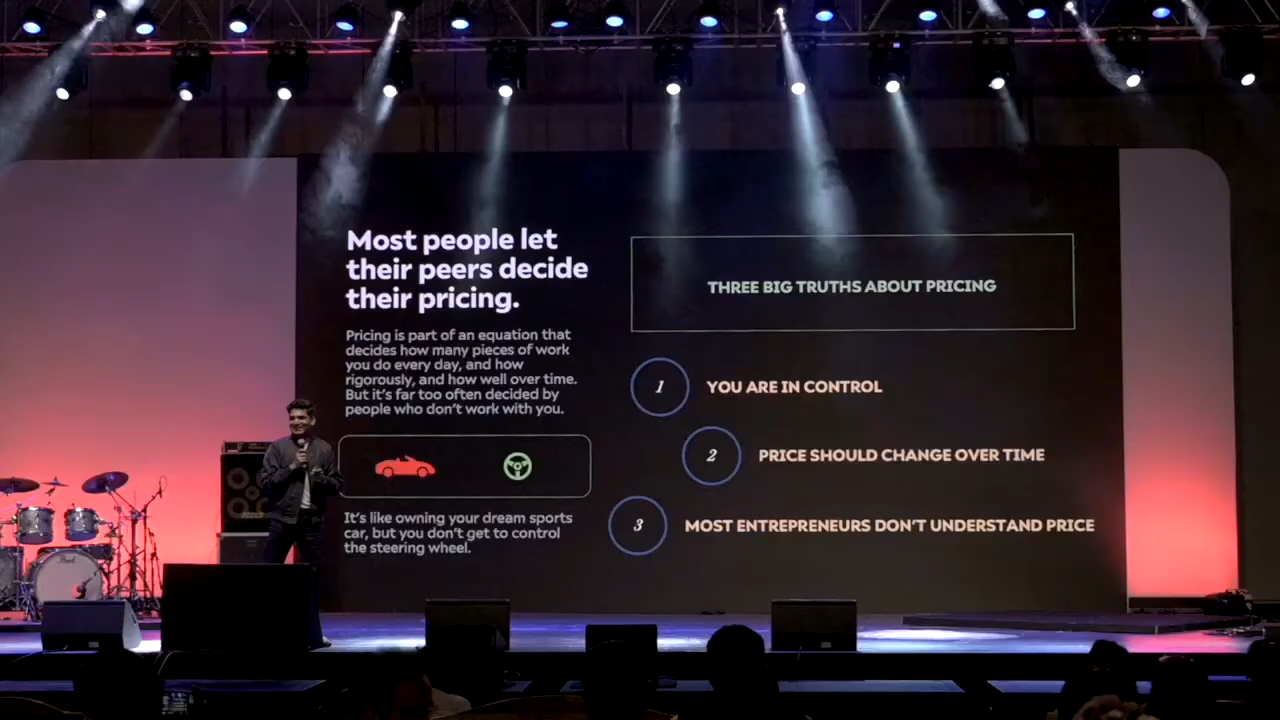 Most people let
their peers decide
their pricing.
Pricing is part of an equation that
decides how many pieces of work
you do every day, and how
rigorously, and how well over time.
But it's far too often decided by
people who don't work with you.
It's like owning your dream sports
car, but you don't get to control
the steering wheel.
THREE BIG TRUTHS ABOUT PRICING
1 YOU ARE IN CONTROL
2 PRICE SHOULD CHANGE OVER TIME
3 MOST ENTREPRENEURS DON'T UNDERSTAND PRICE